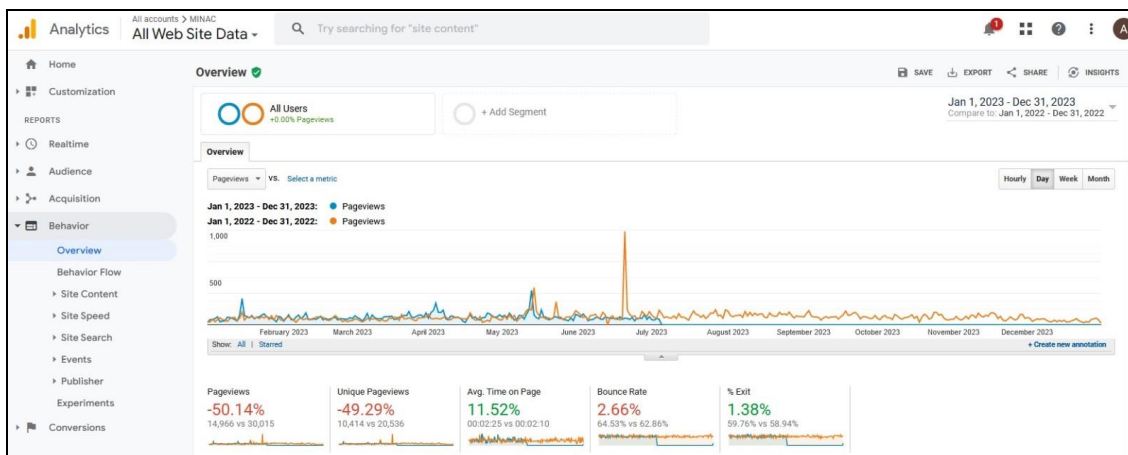 Analytics
All accounts > MINAC
All Web Site Data
Try searching for "site content"
1
A
Home
Customization
REPORTS
Realtime
Audience
Acquisition
Behavior
Overview
Behavior Flow
Site Content
Site Speed
Site Search
Events
Publisher
Experiments
Conversions
Overview
SAVE
EXPORT
SHARE
INSIGHTS
All Users
+0.00% Pageviews
+ Add Segment
Jan 1, 2023 - Dec 31, 2023
Compare to: Jan 1, 2022 - Dec 31, 2022
Overview
Pageviews VS. Select a metric
Hourly Day Week Month
Jan 1, 2023 - Dec 31, 2023: Pageviews
Jan 1, 2022 - Dec 31, 2022: Pageviews
1,000
500
February 2023 March 2023 April 2023 May 2023 June 2023 July 2023 August 2023 September 2023 October 2023 November 2023 December 2023
Show: All | Starred
+ Create new annotation
Pageviews
-50.14%
14,966 vs 30,015
Unique Pageviews
-49.29%
10,414 vs 20,536
Avg. Time on Page
11.52%
00:02:25 vs 00:02:10
Bounce Rate
2.66%
64.53% vs 62.86%
% Exit
1.38%
59.76% vs 58.94%